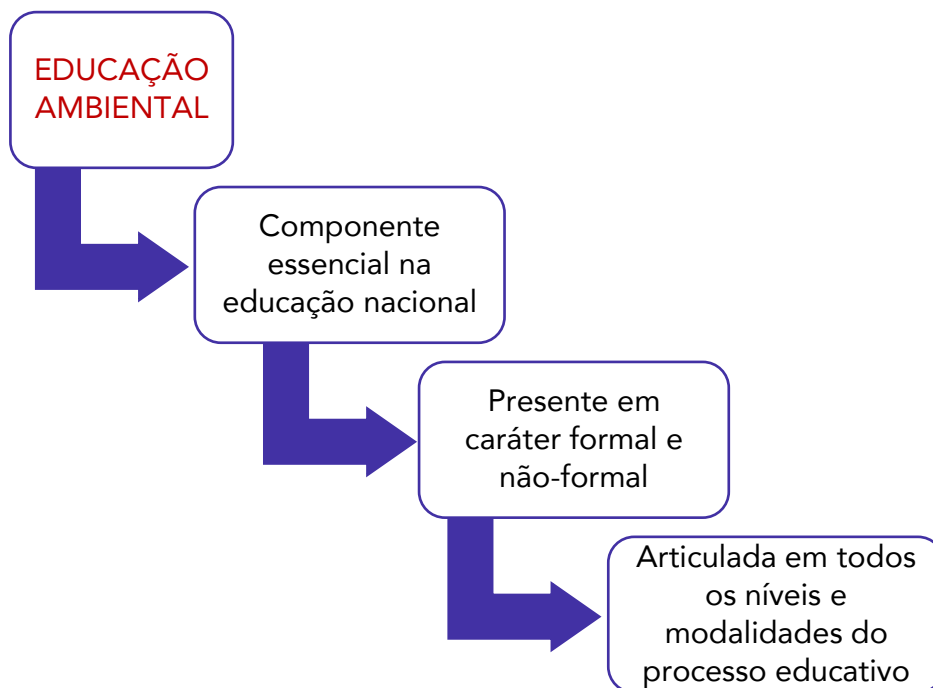 EDUCAÇÃO
AMBIENTAL
Componente
essencial na
educação nacional
Presente em
caráter formal e
não-formal
Articulada em todos
os níveis e
modalidades do
processo educativo